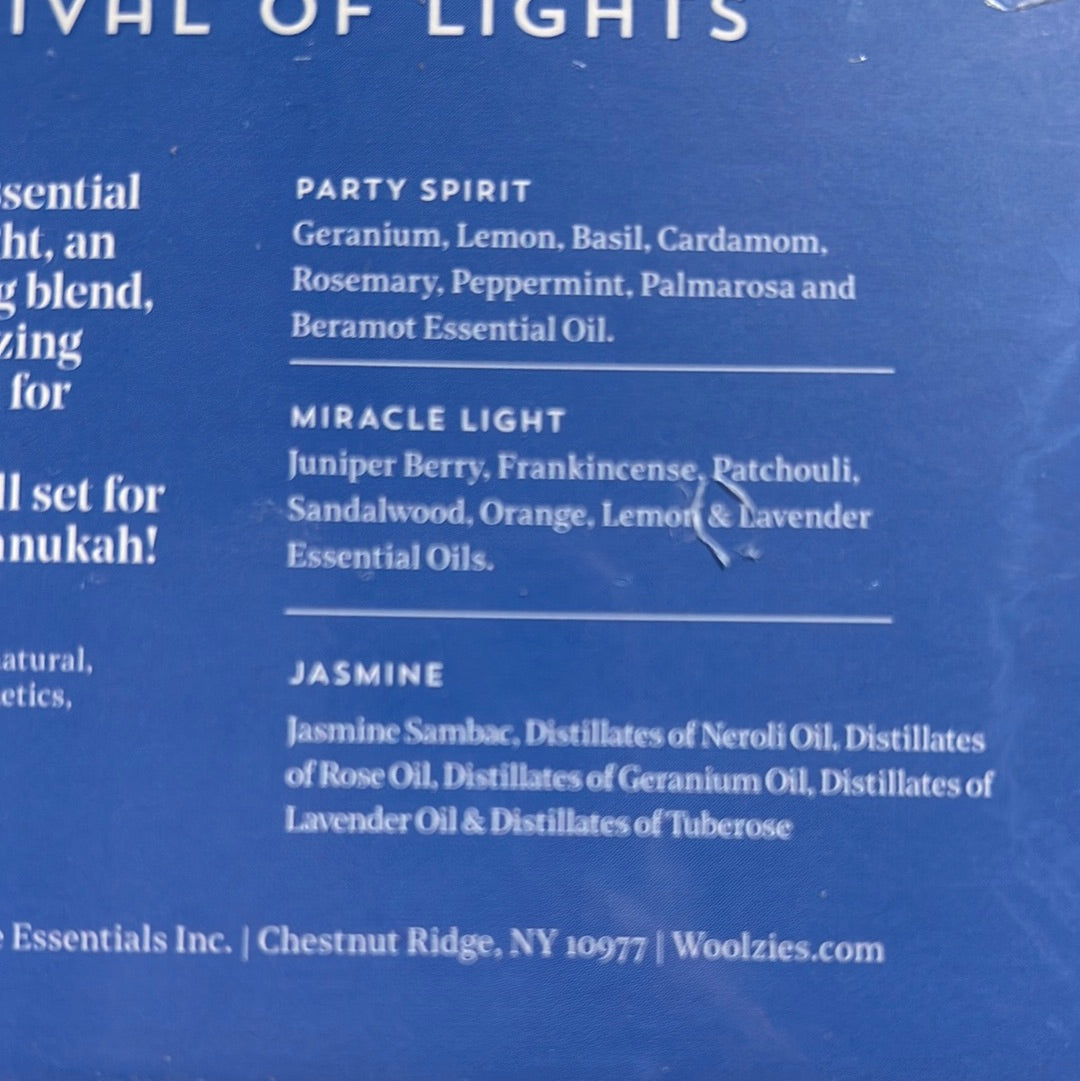 IVAL OF LIGHTS
ssential
ht, an
g blend,
zing
for
ll set for
nnukah!
atural,
etics,
PARTY SPIRIT
Geranium, Lemon, Basil, Cardamom,
Rosemary, Peppermint, Palmarosa and
Beramot Essential Oil.
MIRACLE LIGHT
Juniper Berry, Frankincense, Patchouli,
Sandalwood, Orange, Lemon & Lavender
Essential Oils.
JASMINE
Jasmine Sambac, Distillates of Neroli Oil, Distillates
of Rose Oil, Distillates of Geranium Oil, Distillates of
Lavender Oil & Distillates of Tuberose
e Essentials Inc. | Chestnut Ridge, NY 10977 | Woolzies.com